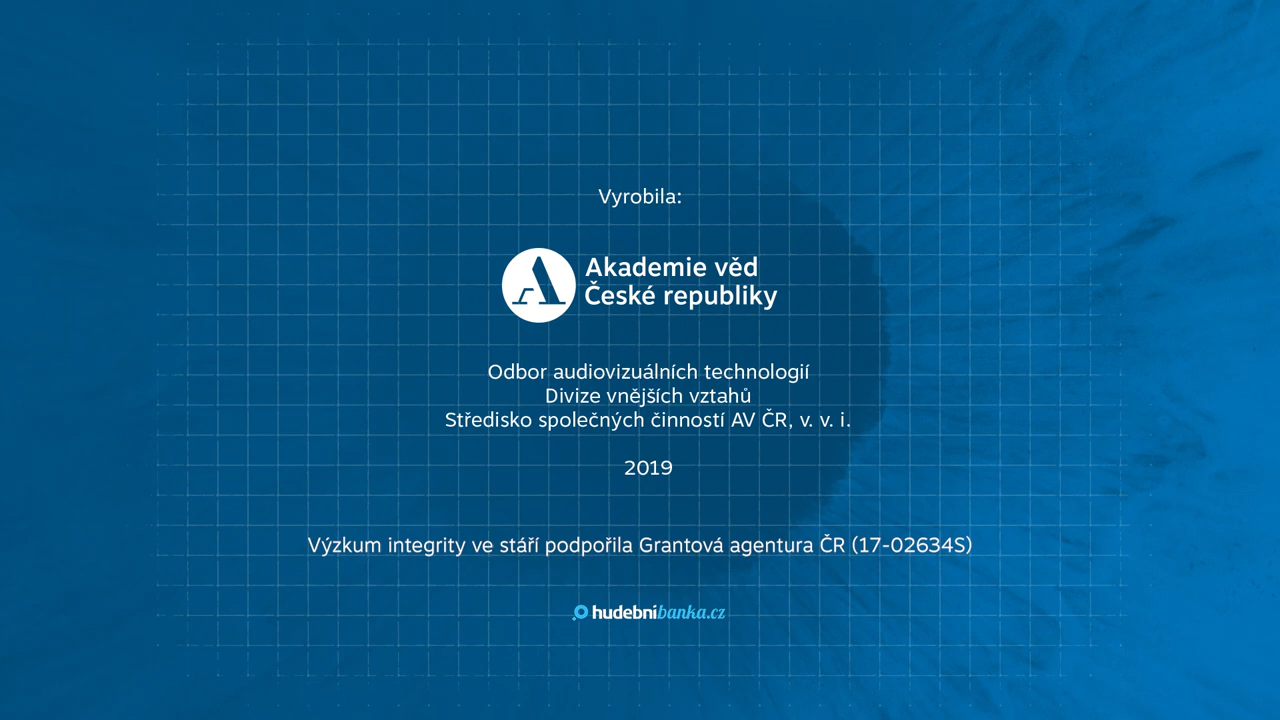 Vyrobila:
Akademie věd
České republiky
Odbor audiovizuálních technologií
Divize vnějších vztahů
Středisko společných činností AV ČR, v. v. i.
2019
Výzkum integrity ve stáří podpořila Grantová agentura ČR (17-02634S)
hudebníbanka.cz